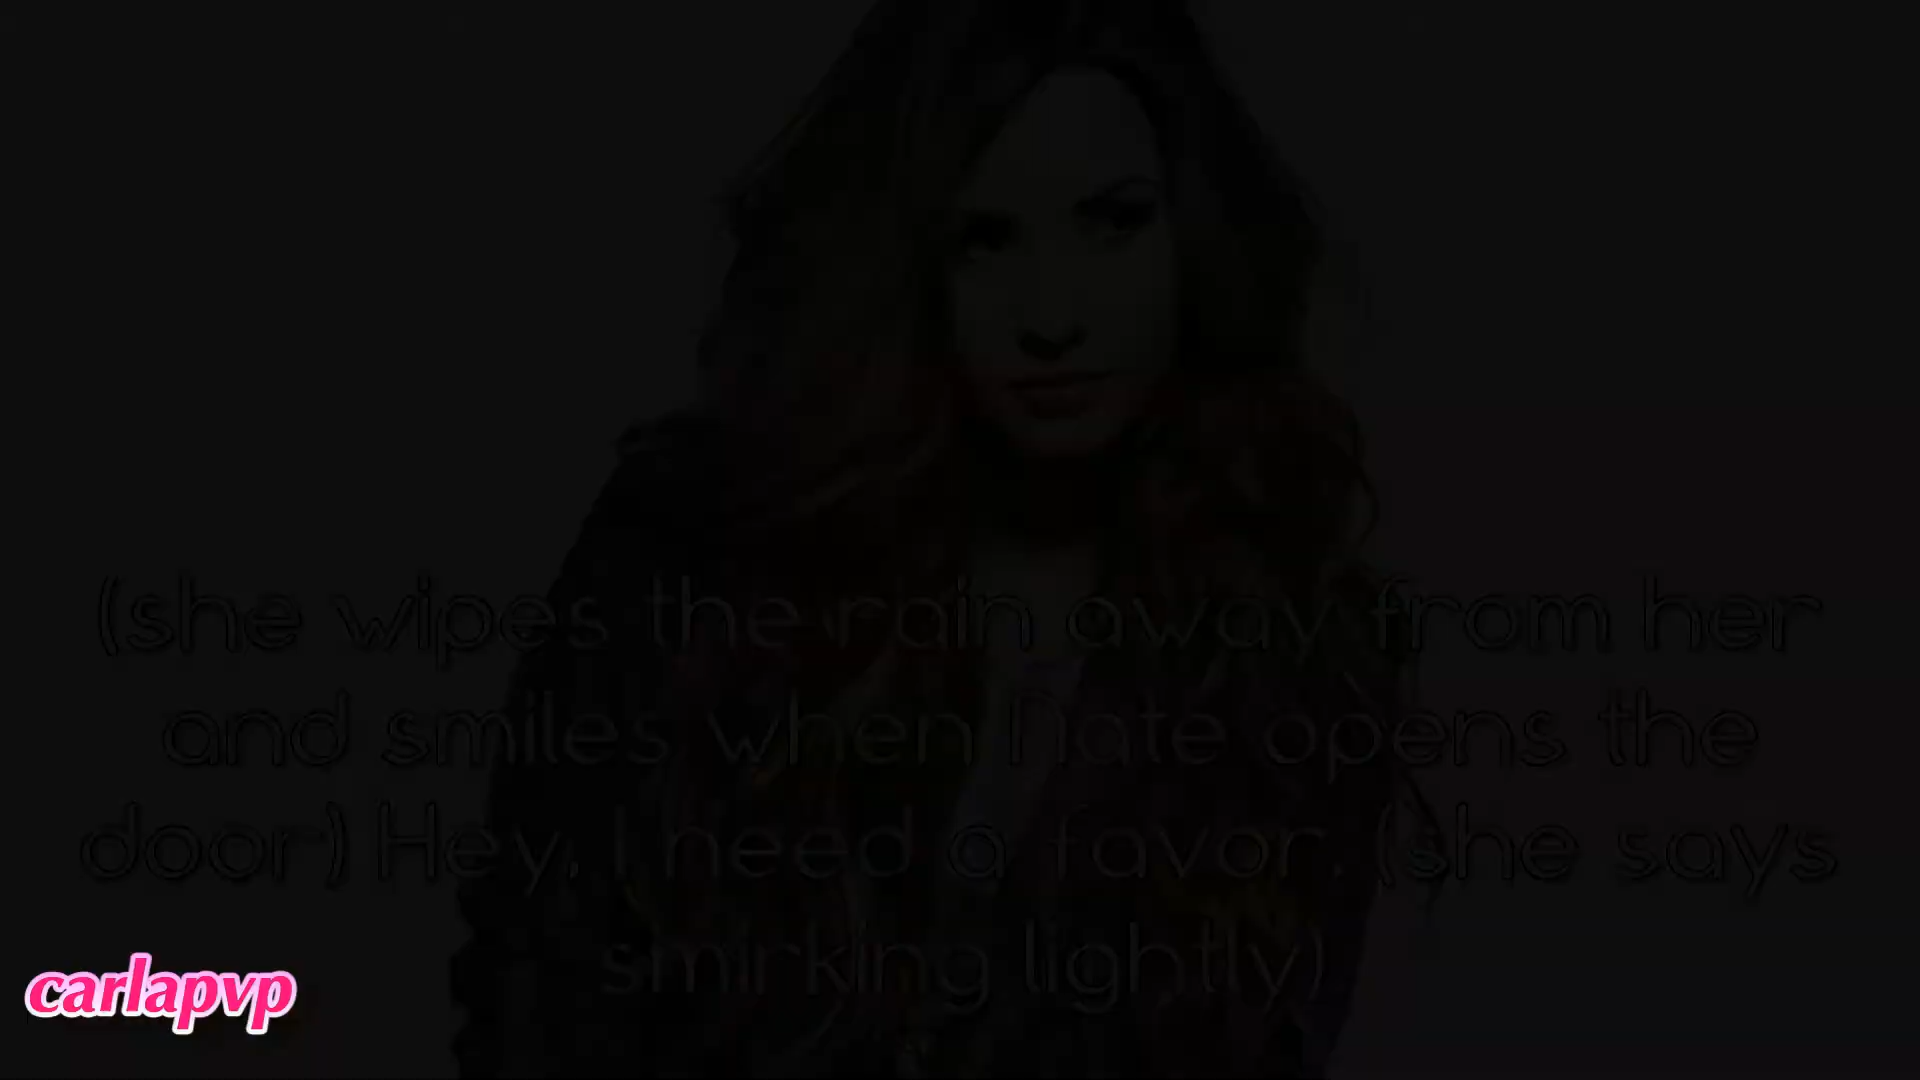 (she wipes the rain away from her
and smiles when Nate opens the
door) Hey, I need a favor. (she says
smirking lightly)
carlapvp